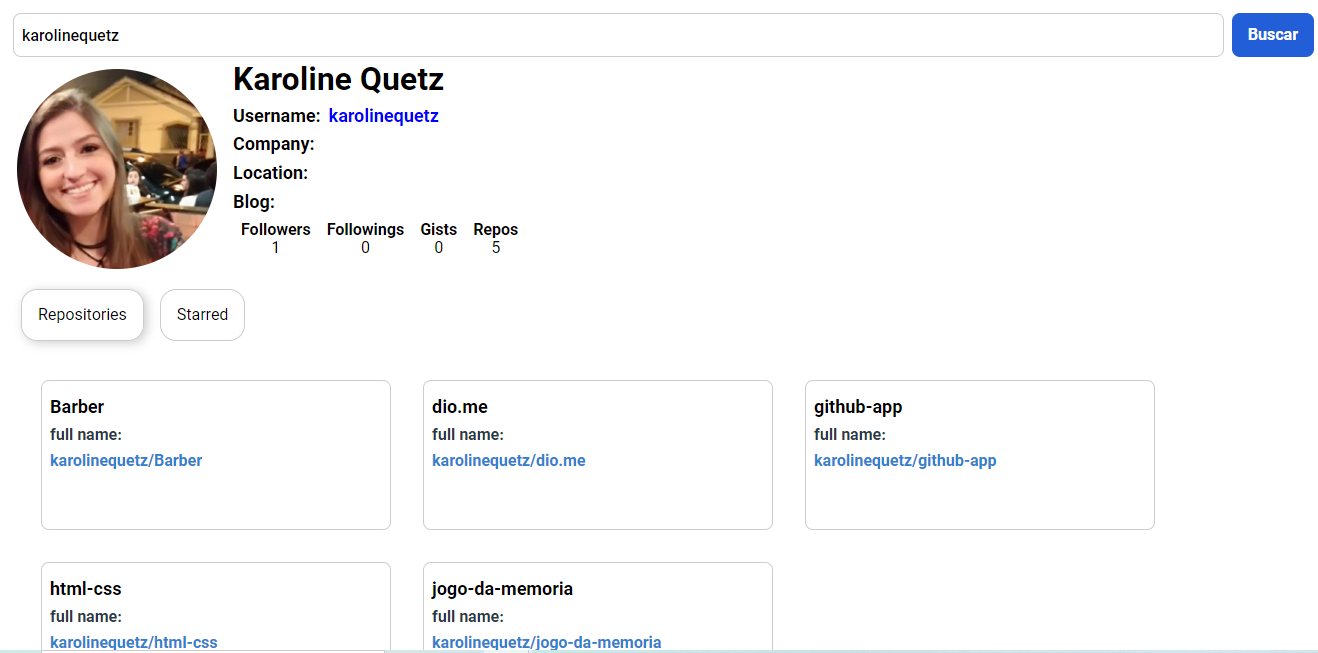 karolinequetz
Buscar
Karoline Quetz
Username: karolinequetz
Company:
Location:
Blog:
Followers Followings Gists Repos
1 0 0 5
Repositories Starred
Barber
full name:
karolinequetz/Barber
dio.me
full name:
karolinequetz/dio.me
github-app
full name:
karolinequetz/github-app
html-css
full name:
karolinequetz/html-css
jogo-da-memoria
full name:
karolinequetz/jogo-da-memoria